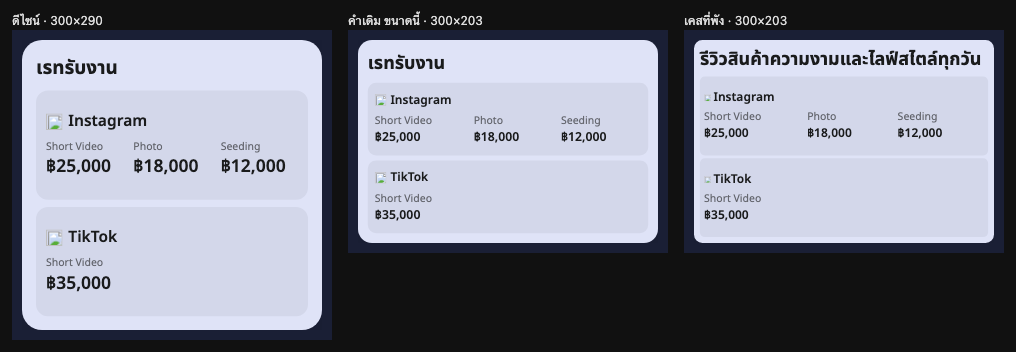 ดีไซน์ · 300×290
เรทรับงาน
Instagram
Short Video Photo Seeding
฿25,000 ฿18,000 ฿12,000
TikTok
Short Video
฿35,000
คำเดิม ขนาดนี้ · 300×203
เรทรับงาน
Instagram
Short Video Photo Seeding
฿25,000 ฿18,000 ฿12,000
TikTok
Short Video
฿35,000
เคสที่พัง · 300×203
รีวิวสินค้าความงามและไลฟ์สไตล์ทุกวัน
Instagram
Short Video Photo Seeding
฿25,000 ฿18,000 ฿12,000
TikTok
Short Video
฿35,000